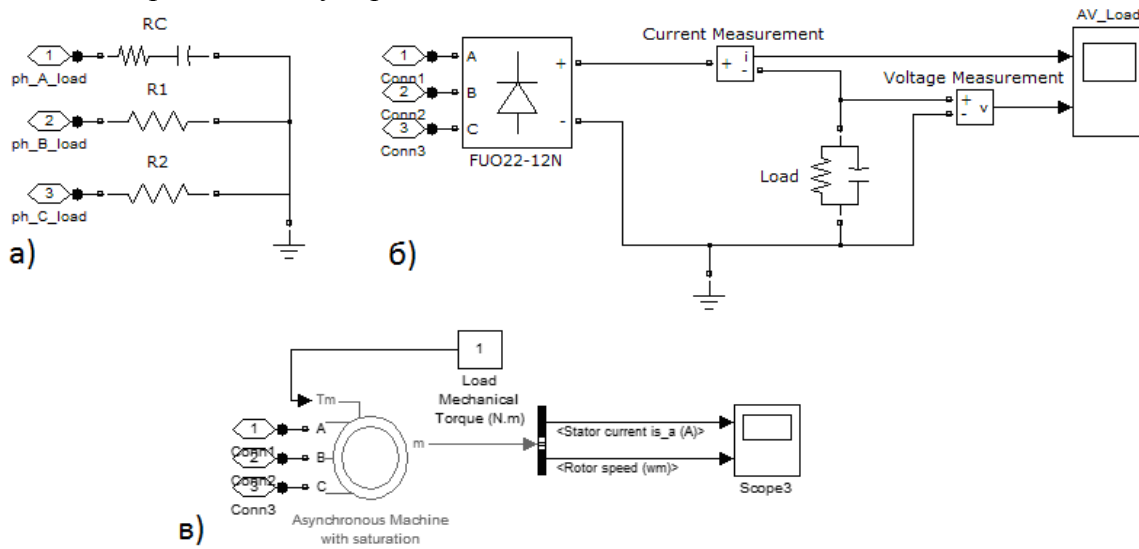 RC
1
ph_A_load
R1
2
ph_B_load
R2
3
ph_C_load
а)
б)
1
Conn1
2
Conn2
3
Conn3
A
B
C
+
-
FUO22-12N
Current Measurement
+
-
i
Voltage Measurement
+
-
v
AV_Load
Load
1
Load
Mechanical
Torque (N.m)
Tm
1
Conn1
2
Conn2
3
Conn3
A
B
C
m
Asynchronous Machine
with saturation
<Stator current is_a (A)>
<Rotor speed (wm)>
Scope3
в)